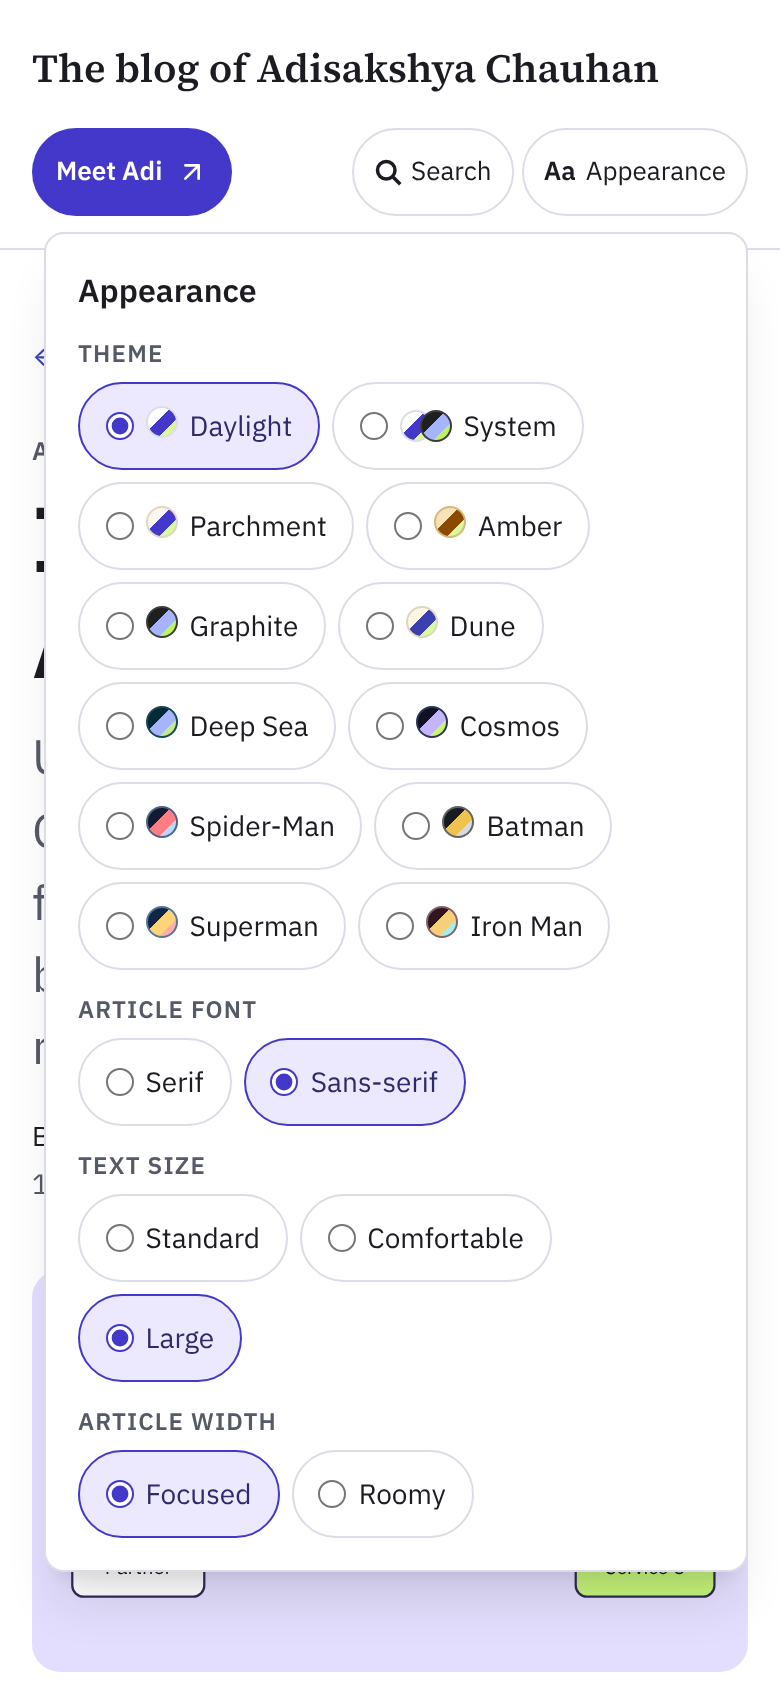 The blog of Adisakshya Chauhan
Meet Adi
Search
Aa Appearance
Appearance
THEME
Daylight
System
Parchment
Amber
Graphite
Dune
Deep Sea
Cosmos
Spider-Man
Batman
Superman
Iron Man
ARTICLE FONT
Serif
Sans-serif
TEXT SIZE
Standard
Comfortable
Large
ARTICLE WIDTH
Focused
Roomy